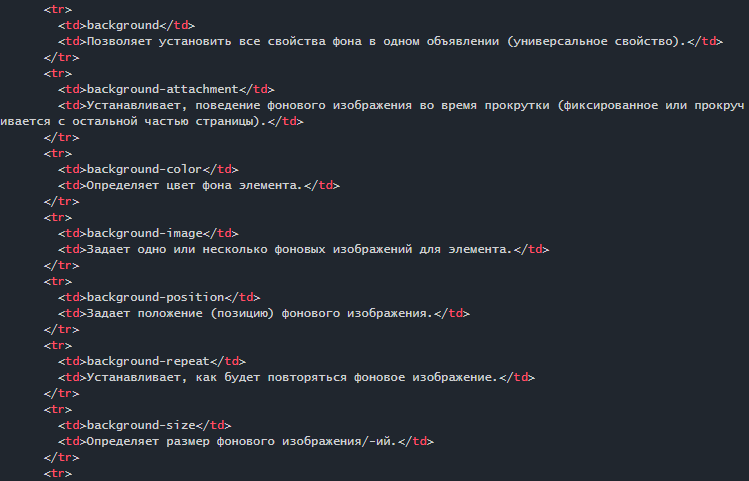 <tr>
<td>background</td>
<td>Позволяет установить все свойства фона в одном объявлении (универсальное свойство).</td>
</tr>
<tr>
<td>background-attachment</td>
<td>Устанавливает, поведение фонового изображения во время прокрутки (фиксированное или прокруч
ивается с остальной частью страницы).</td>
</tr>
<tr>
<td>background-color</td>
<td>Определяет цвет фона элемента.</td>
</tr>
<tr>
<td>background-image</td>
<td>Задает одно или несколько фоновых изображений для элемента.</td>
</tr>
<tr>
<td>background-position</td>
<td>Задает положение (позицию) фонового изображения.</td>
</tr>
<tr>
<td>background-repeat</td>
<td>Устанавливает, как будет повторяться фоновое изображение.</td>
</tr>
<tr>
<td>background-size</td>
<td>Определяет размер фонового изображения/-ий.</td>
</tr>
<tr>